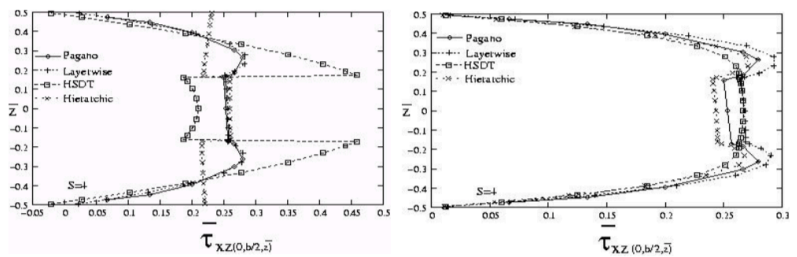 0.5
0.4
0.3
0.2
0.1
0
-0.1
-0.2
-0.3
-0.4
-0.5
z̄
Pagano
Layerwise
HSDT
Hieratchic
S=4
-0.05 0 0.05 0.1 0.15 0.2 0.25 0.3 0.35 0.4 0.45 0.5
τ̄ xz(0,b/2,z̄)
0.5
0.4
0.3
0.2
0.1
0
-0.1
-0.2
-0.3
-0.4
-0.5
z̄
Pagano
Layerwise
HSDT
Hieratchic
S=4
0 0.05 0.1 0.15 0.2 0.25 0.3
τ̄ xz(0,b/2,z̄)